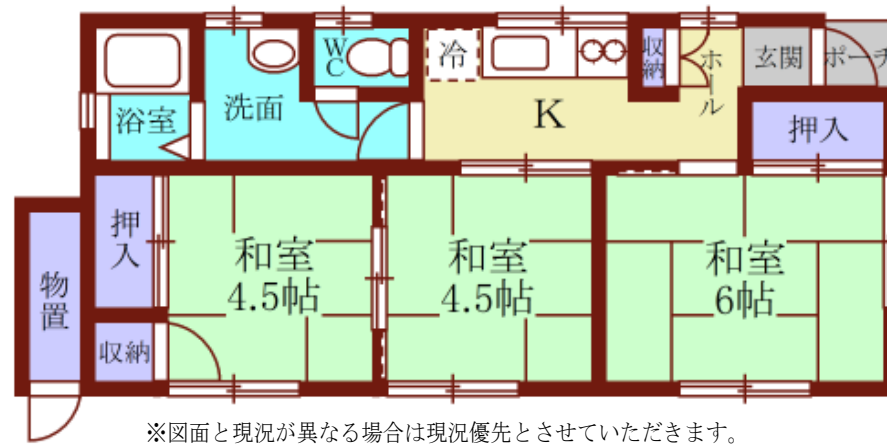 浴室
洗面
WC
冷
K
収納
ホール
玄関
ポーチ
押入
押入
和室
4.5帖
和室
4.5帖
和室
6帖
物置
収納
※図面と現況が異なる場合は現況優先とさせていただきます。